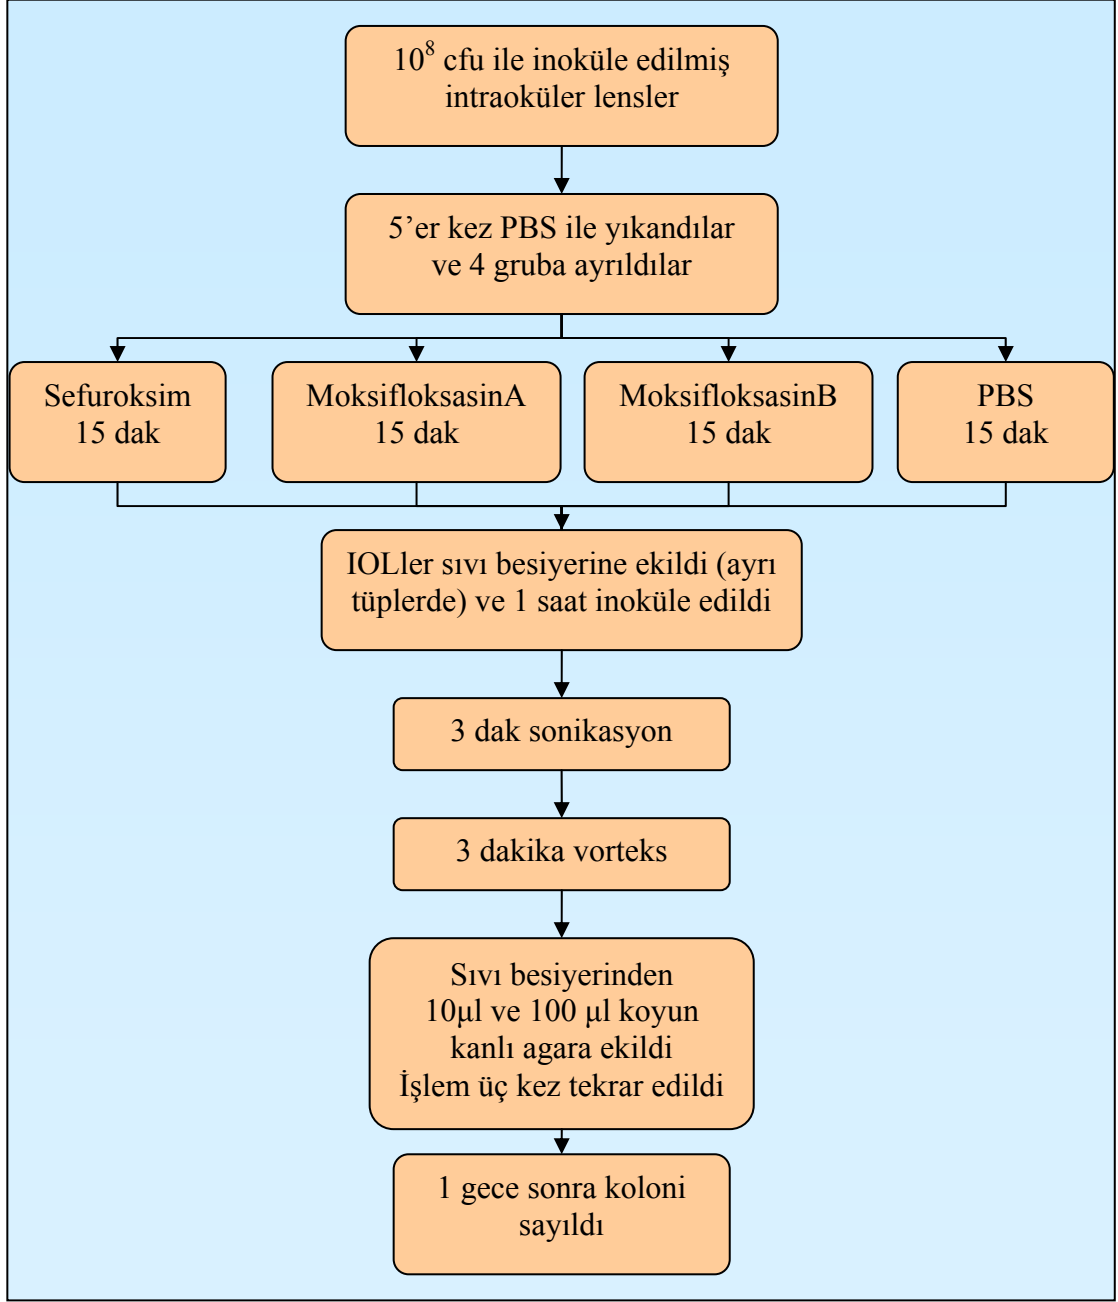 10⁸ cfu ile inoküle edilmiş
intraoküler lensler
5’er kez PBS ile yıkandılar
ve 4 gruba ayrıldılar
Sefuroksim
15 dak
MoksifloksasinA
15 dak
MoksifloksasinB
15 dak
PBS
15 dak
IOLler sıvı besiyerine ekildi (ayrı
tüplerde) ve 1 saat inoküle edildi
3 dak sonikasyon
3 dakika vorteks
Sıvı besiyerinden
10µl ve 100 µl koyun
kanlı agara ekildi
İşlem üç kez tekrar edildi
1 gece sonra koloni
sayıldı